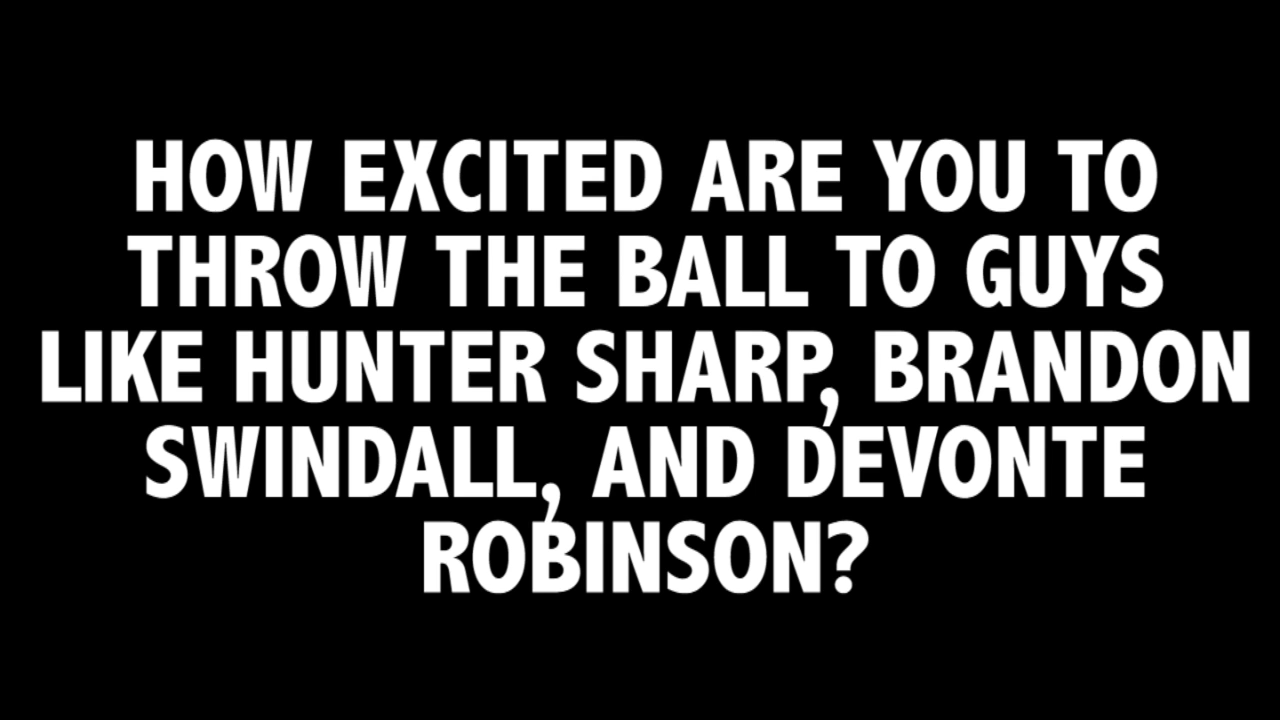 HOW EXCITED ARE YOU TO
THROW THE BALL TO GUYS
LIKE HUNTER SHARP, BRANDON
SWINDALL, AND DEVONTE
ROBINSON?